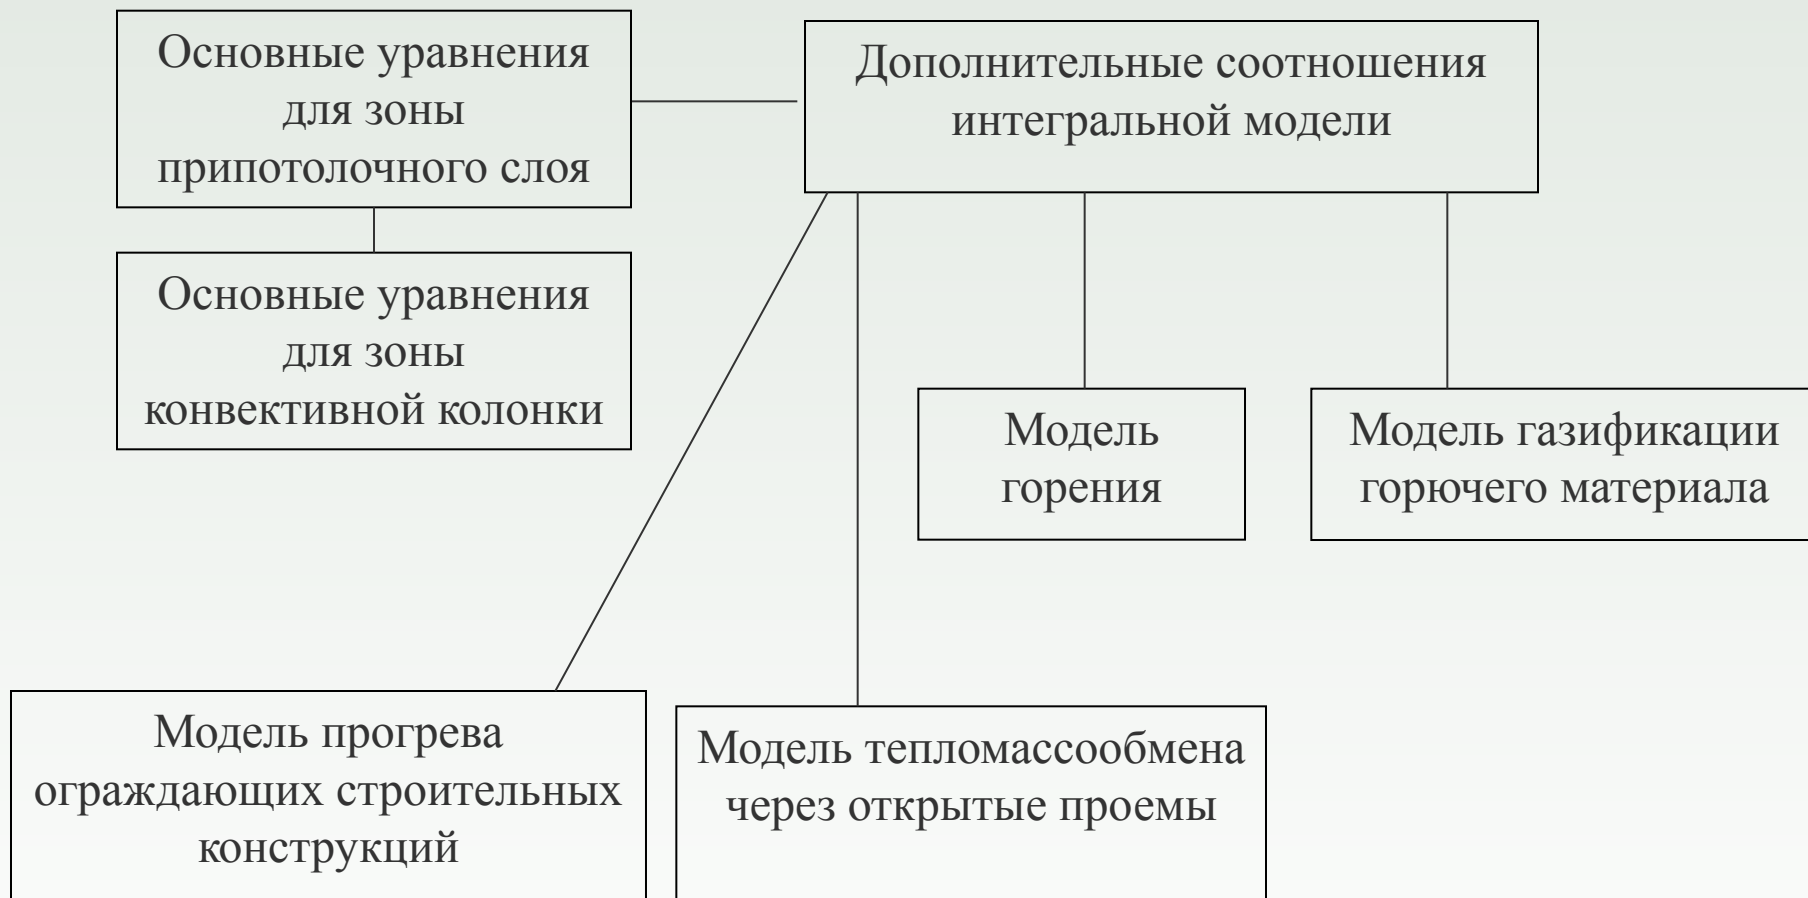 Основные уравнения
для зоны
припотолочного слоя
Дополнительные соотношения
интегральной модели
Основные уравнения
для зоны
конвективной колонки
Модель
горения
Модель газификации
горючего материала
Модель прогрева
ограждающих строительных
конструкций
Модель тепломассообмена
через открытые проемы